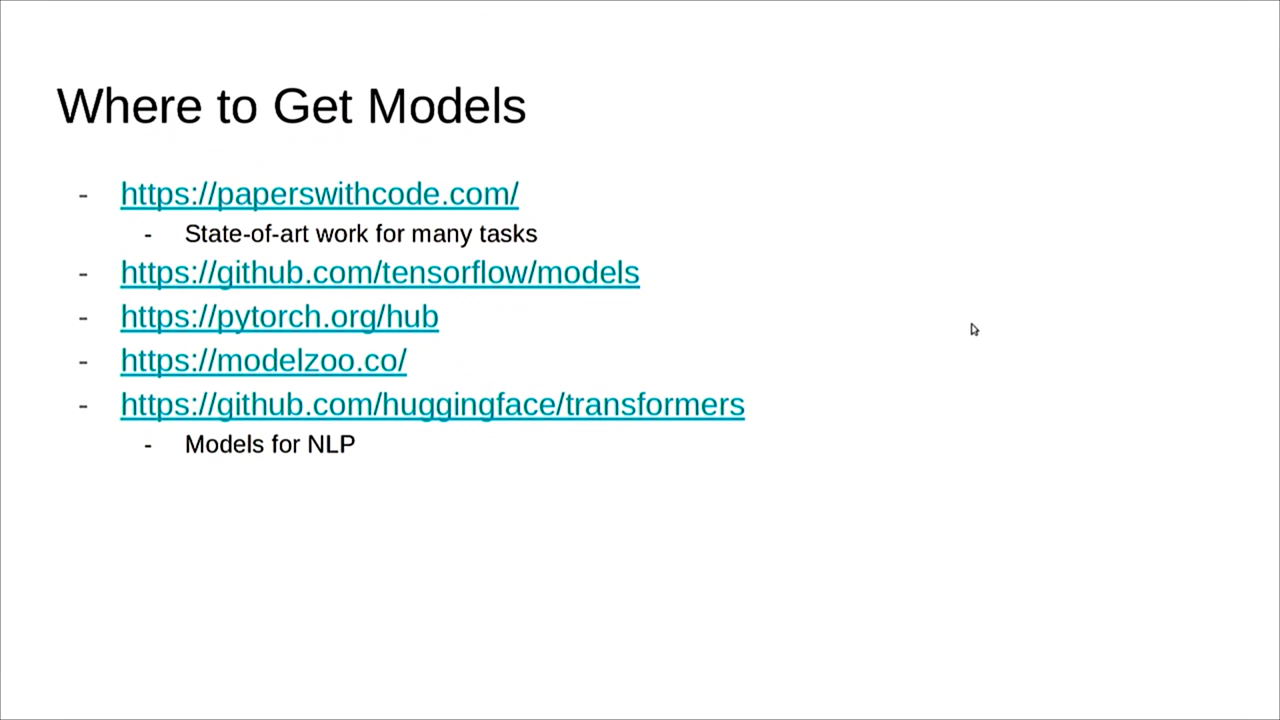 Where to Get Models
- https://paperswithcode.com/
- State-of-art work for many tasks
- https://github.com/tensorflow/models
- https://pytorch.org/hub
- https://modelzoo.co/
- https://github.com/huggingface/transformers
- Models for NLP